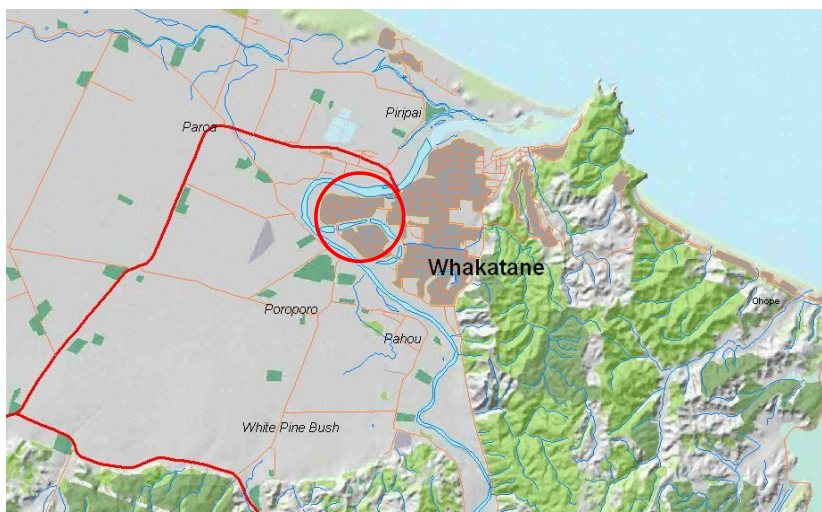 Piripai
Paroa
Whakatane
Ohope
Poroporo
Pahou
White Pine Bush